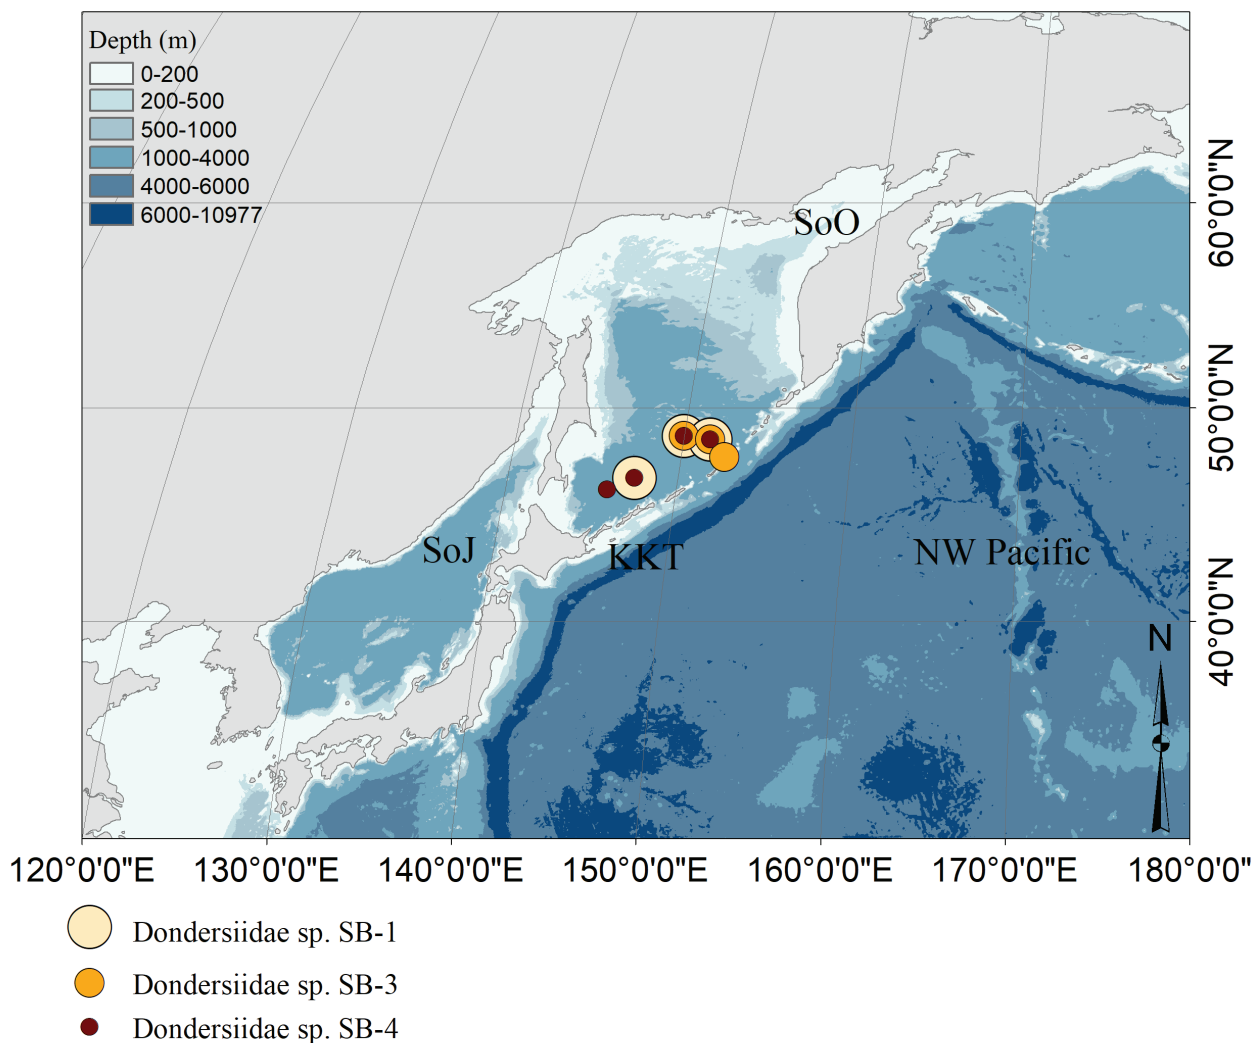 Depth (m)
0-200
200-500
500-1000
1000-4000
4000-6000
6000-10977
SoO
60°0'0"N
50°0'0"N
SoJ
KKT
NW Pacific
40°0'0"N
N
120°0'0"E 130°0'0"E 140°0'0"E 150°0'0"E 160°0'0"E 170°0'0"E 180°0'0"
Dondersiidae sp. SB-1
Dondersiidae sp. SB-3
Dondersiidae sp. SB-4